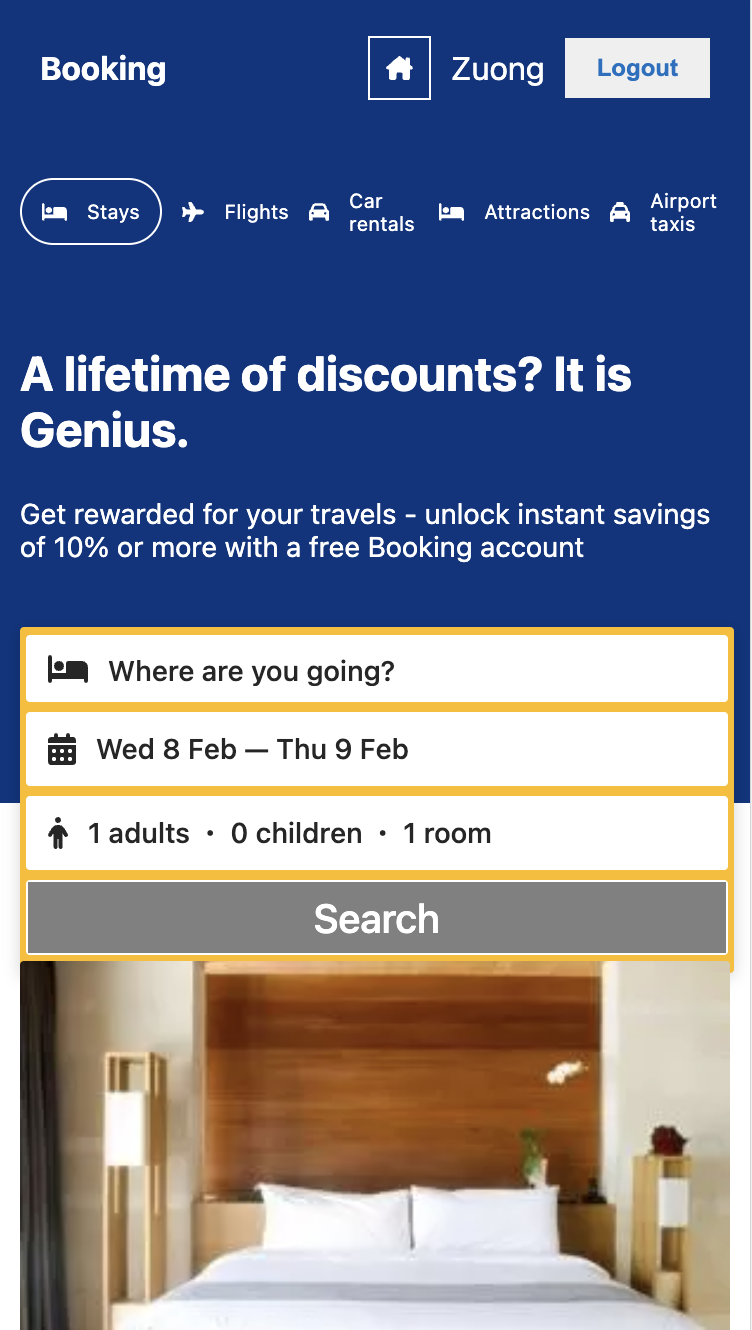 Booking
Zuong
Logout
Stays
Flights
Car
rentals
Attractions
Airport
taxis
A lifetime of discounts? It is
Genius.
Get rewarded for your travels - unlock instant savings
of 10% or more with a free Booking account
Where are you going?
Wed 8 Feb — Thu 9 Feb
1 adults · 0 children · 1 room
Search